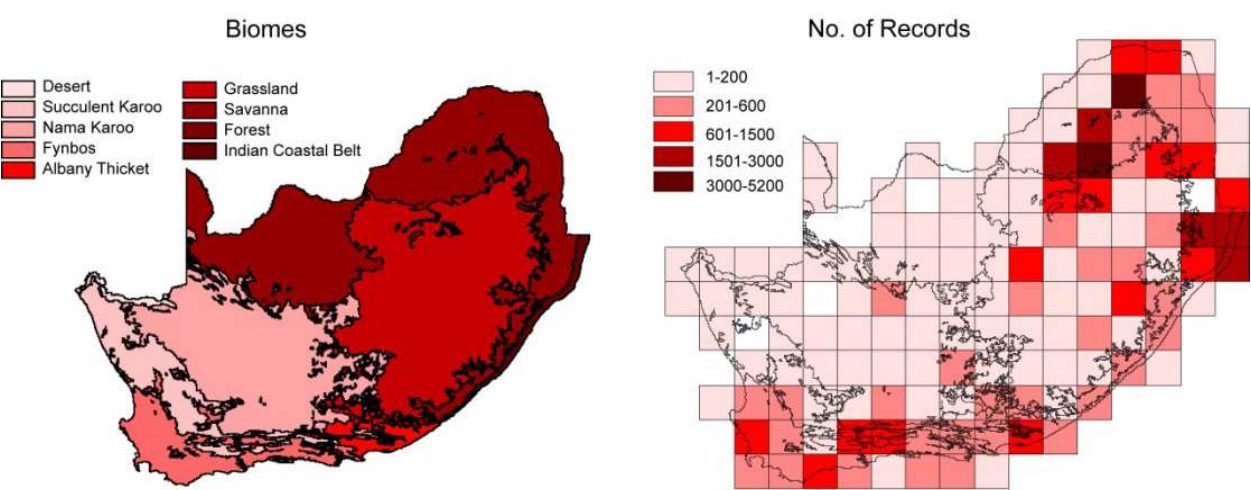 Biomes
Desert
Succulent Karoo
Nama Karoo
Fynbos
Albany Thicket
Grassland
Savanna
Forest
Indian Coastal Belt
No. of Records
1-200
201-600
601-1500
1501-3000
3000-5200